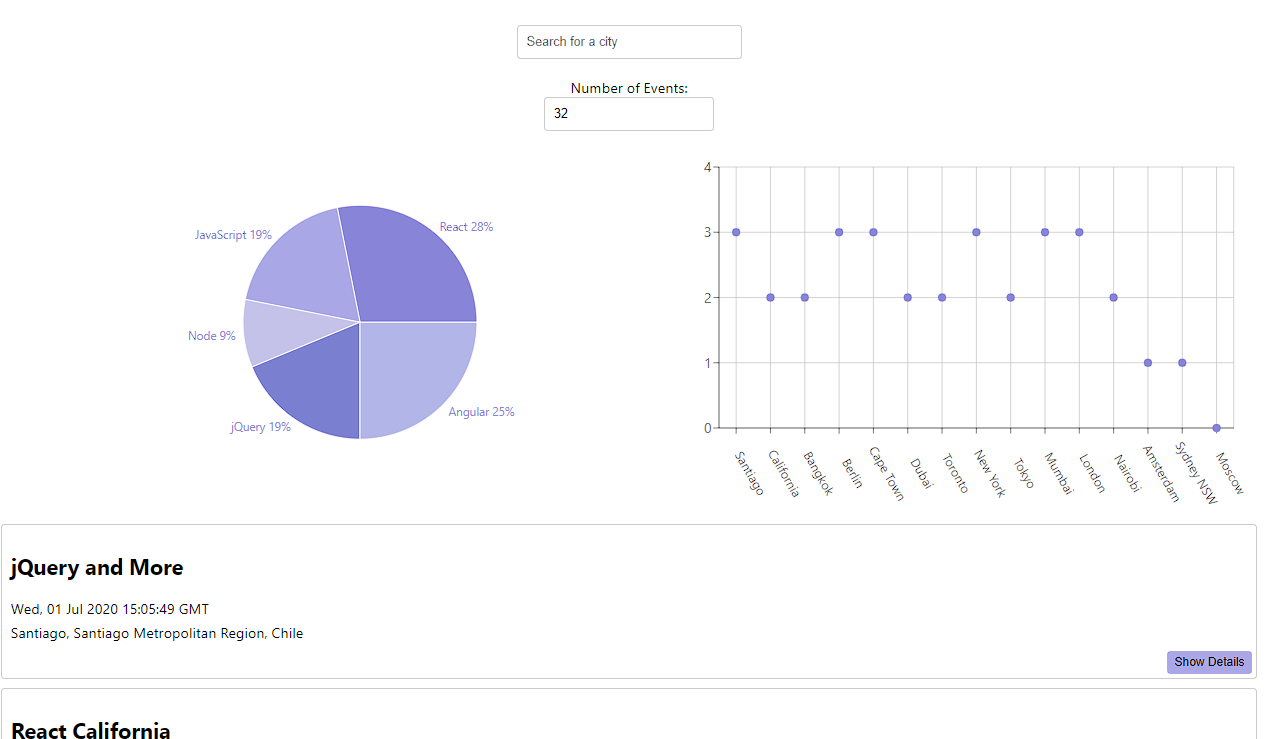 Search for a city
Number of Events:
32
JavaScript 19%
React 28%
Node 9%
jQuery 19%
Angular 25%
4
3
2
1
0
Santiago
California
Bangkok
Berlin
Cape Town
Dubai
Toronto
New York
Tokyo
Mumbai
London
Nairobi
Amsterdam
Sydney NSW
Moscow
jQuery and More
Wed, 01 Jul 2020 15:05:49 GMT
Santiago, Santiago Metropolitan Region, Chile
Show Details
React California